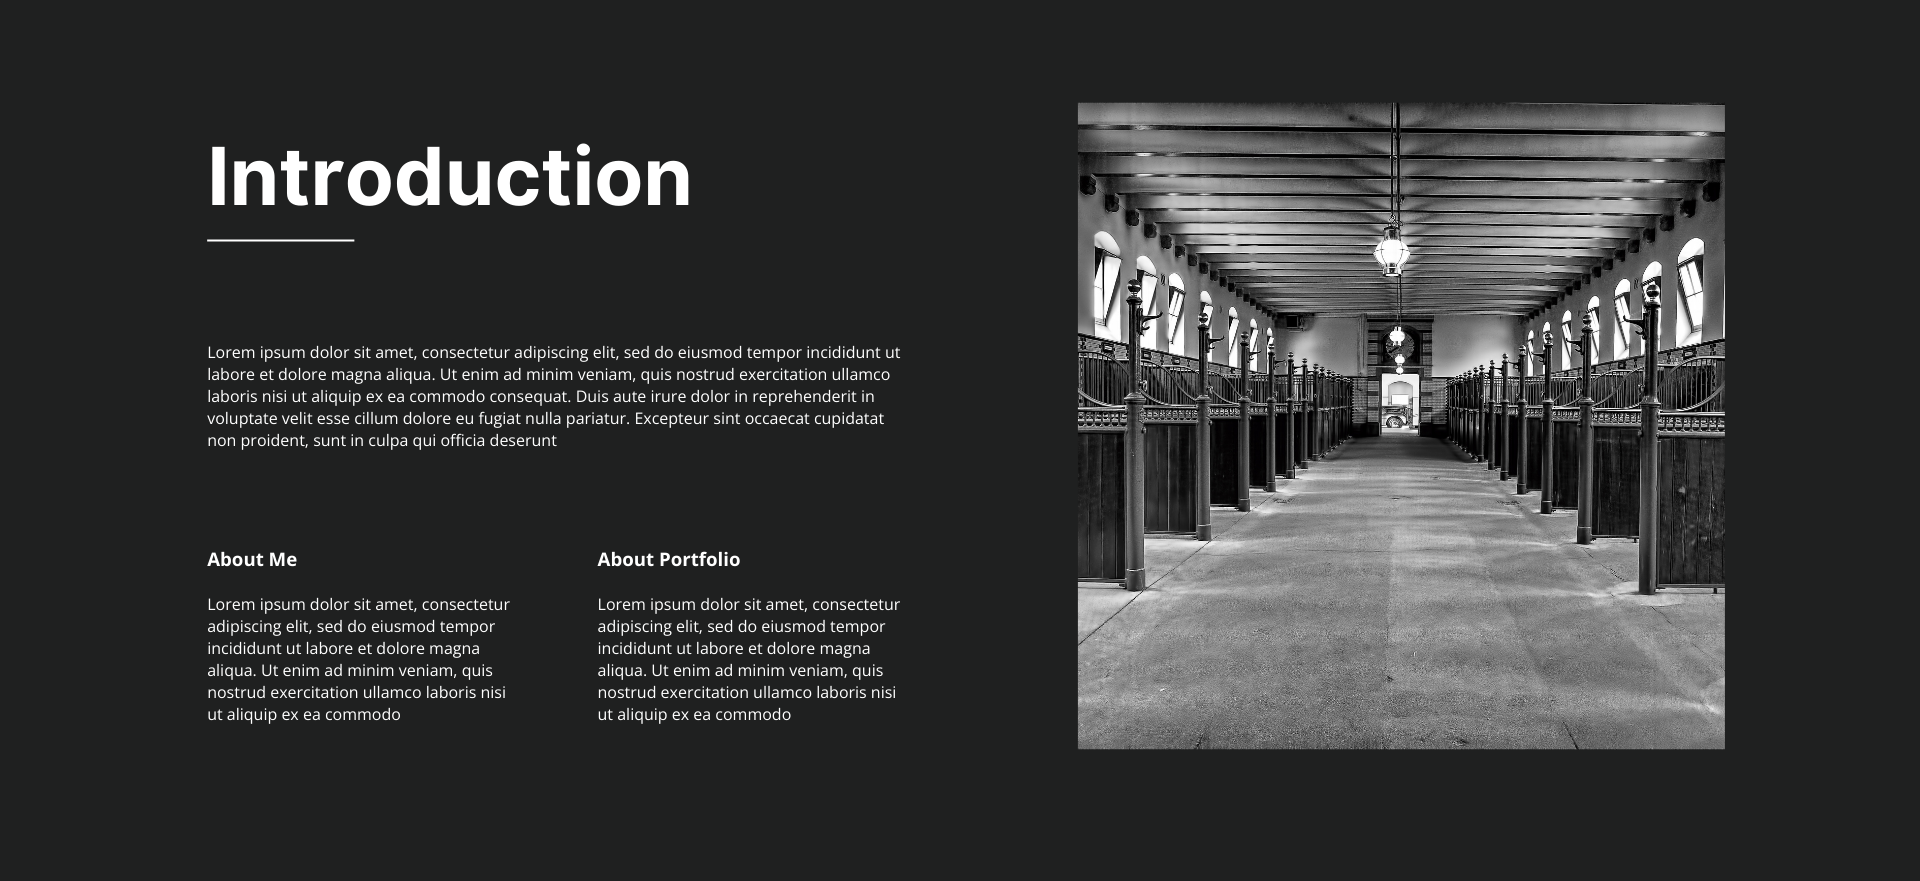 Introduction
Lorem ipsum dolor sit amet, consectetur adipiscing elit, sed do eiusmod tempor incididunt ut
labore et dolore magna aliqua. Ut enim ad minim veniam, quis nostrud exercitation ullamco
laboris nisi ut aliquip ex ea commodo consequat. Duis aute irure dolor in reprehenderit in
voluptate velit esse cillum dolore eu fugiat nulla pariatur. Excepteur sint occaecat cupidatat
non proident, sunt in culpa qui officia deserunt
About Me
Lorem ipsum dolor sit amet, consectetur
adipiscing elit, sed do eiusmod tempor
incididunt ut labore et dolore magna
aliqua. Ut enim ad minim veniam, quis
nostrud exercitation ullamco laboris nisi
ut aliquip ex ea commodo
About Portfolio
Lorem ipsum dolor sit amet, consectetur
adipiscing elit, sed do eiusmod tempor
incididunt ut labore et dolore magna
aliqua. Ut enim ad minim veniam, quis
nostrud exercitation ullamco laboris nisi
ut aliquip ex ea commodo